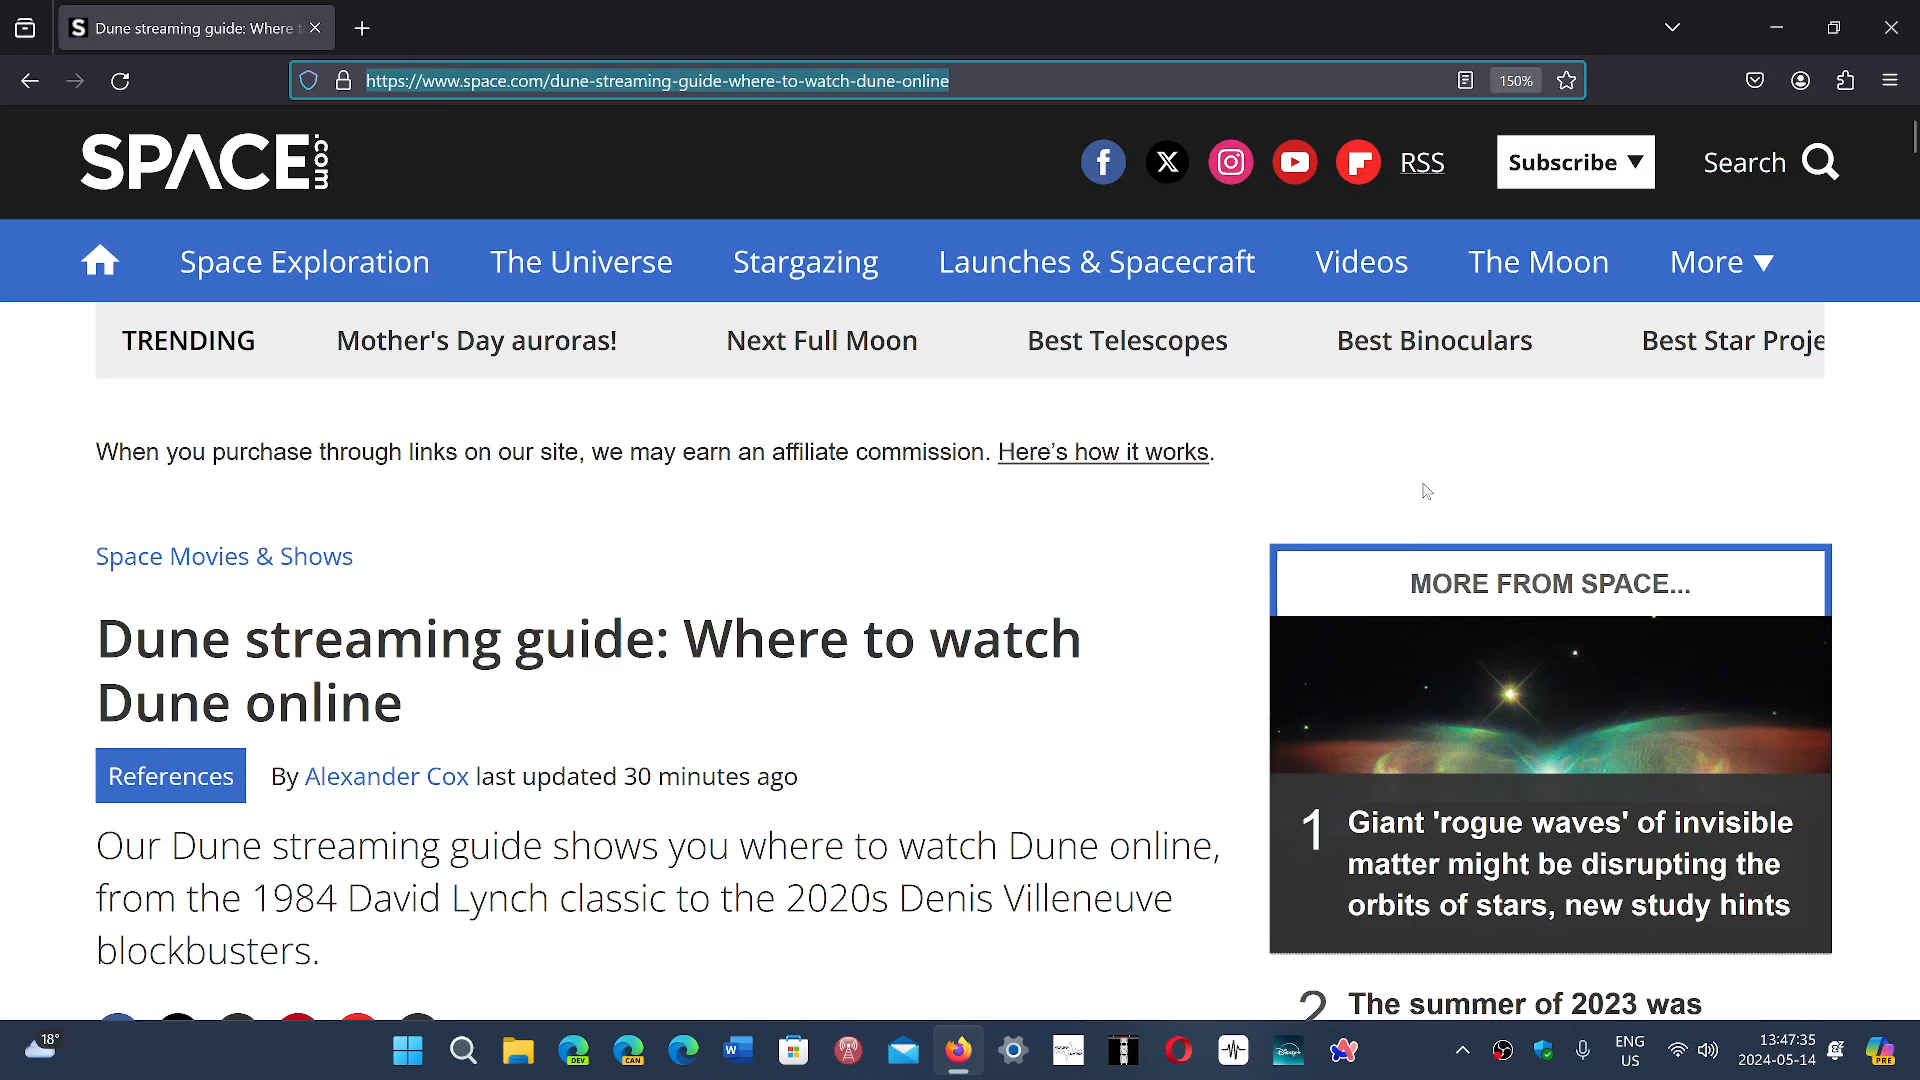 Dune streaming guide: Where t
https://www.space.com/dune-streaming-guide-where-to-watch-dune-online
150%
SPACE.com
RSS
Subscribe ▼
Search
Space Exploration
The Universe
Stargazing
Launches & Spacecraft
Videos
The Moon
More ▼
TRENDING
Mother's Day auroras!
Next Full Moon
Best Telescopes
Best Binoculars
Best Star Proje
When you purchase through links on our site, we may earn an affiliate commission. Here’s how it works.
Space Movies & Shows
Dune streaming guide: Where to watch
Dune online
References
By Alexander Cox last updated 30 minutes ago
Our Dune streaming guide shows you where to watch Dune online,
from the 1984 David Lynch classic to the 2020s Denis Villeneuve
blockbusters.
MORE FROM SPACE...
1
Giant 'rogue waves' of invisible
matter might be disrupting the
orbits of stars, new study hints
2
The summer of 2023 was
18°
DEV
CAN
Disney+
ENG
US
13:47:35
2024-05-14
PRE